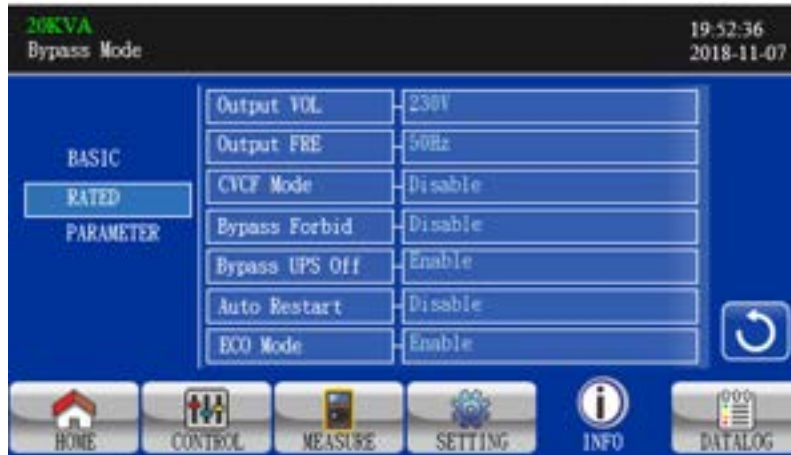 20KVA
Bypass Mode
19:52:36
2018-11-07
BASIC
RATED
PARAMETER
Output VOL 230V
Output FRE 50Hz
CVCF Mode Disable
Bypass Forbid Disable
Bypass UPS Off Enable
Auto Restart Disable
ECO Mode Enable
HOME CONTROL MEASURE SETTING INFO DATALOG